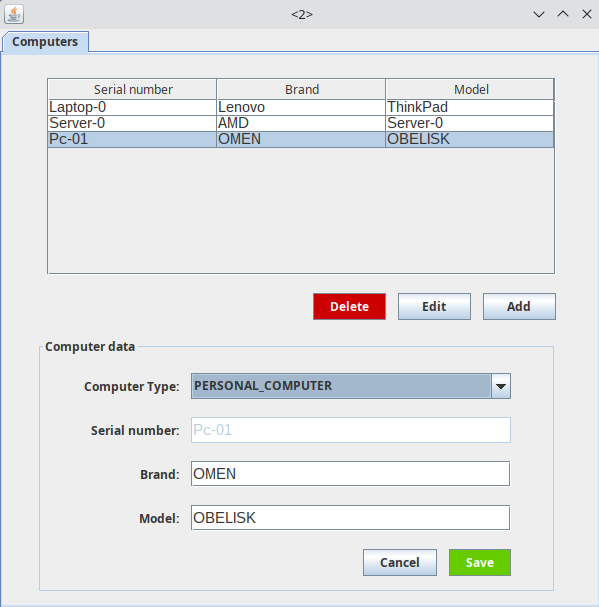 <2>
Computers
Serial number Brand Model
Laptop-0 Lenovo ThinkPad
Server-0 AMD Server-0
Pc-01 OMEN OBELISK
Delete Edit Add
Computer data
Computer Type: PERSONAL_COMPUTER
Serial number: Pc-01
Brand: OMEN
Model: OBELISK
Cancel Save